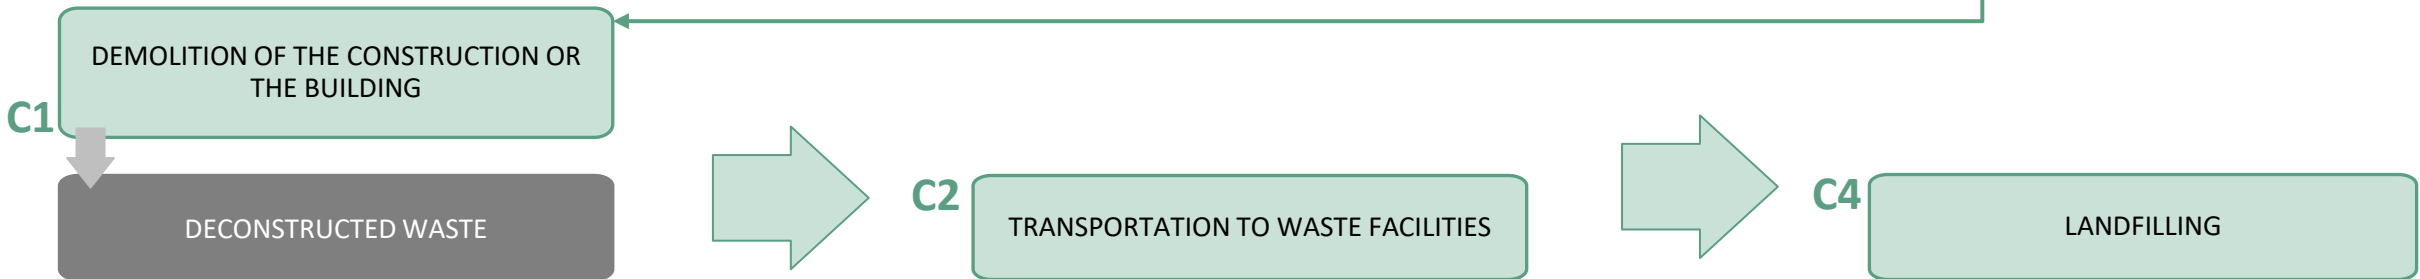 DEMOLITION OF THE CONSTRUCTION OR
THE BUILDING
C1
DECONSTRUCTED WASTE
C2
TRANSPORTATION TO WASTE FACILITIES
C4
LANDFILLING